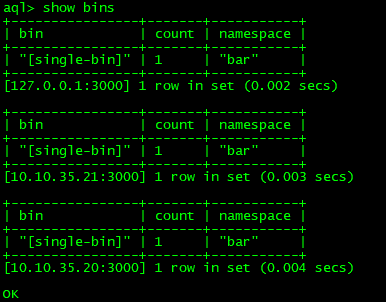 aql> show bins
+----------------+-------+-----------+
| bin            | count | namespace |
+----------------+-------+-----------+
| "[single-bin]" | 1     | "bar"     |
+----------------+-------+-----------+
[127.0.0.1:3000] 1 row in set (0.002 secs)
+----------------+-------+-----------+
| bin            | count | namespace |
+----------------+-------+-----------+
| "[single-bin]" | 1     | "bar"     |
+----------------+-------+-----------+
[10.10.35.21:3000] 1 row in set (0.003 secs)
+----------------+-------+-----------+
| bin            | count | namespace |
+----------------+-------+-----------+
| "[single-bin]" | 1     | "bar"     |
+----------------+-------+-----------+
[10.10.35.20:3000] 1 row in set (0.004 secs)
OK